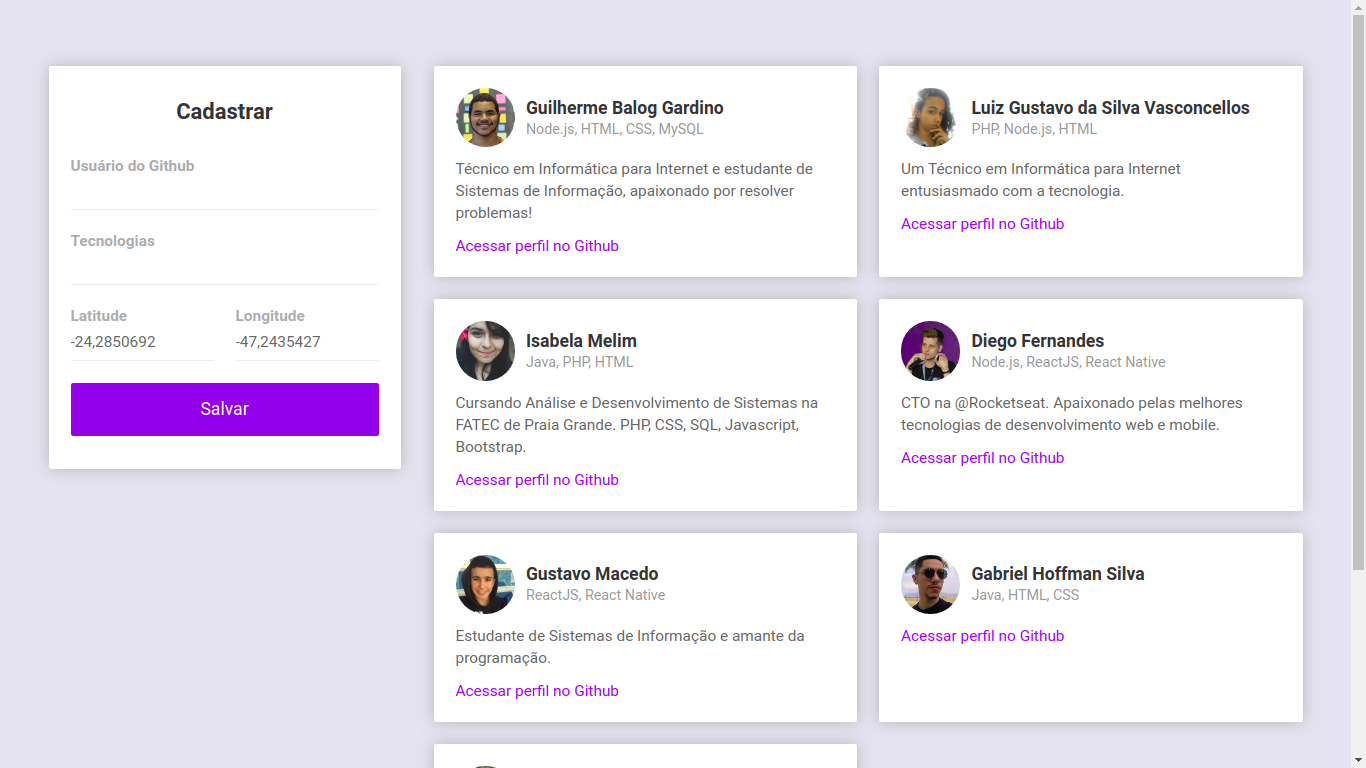 Cadastrar
Usuário do Github
Tecnologias
Latitude
Longitude
-24,2850692
-47,2435427
Salvar
Guilherme Balog Gardino
Node.js, HTML, CSS, MySQL
Técnico em Informática para Internet e estudante de
Sistemas de Informação, apaixonado por resolver
problemas!
Acessar perfil no Github
Luiz Gustavo da Silva Vasconcellos
PHP, Node.js, HTML
Um Técnico em Informática para Internet
entusiasmado com a tecnologia.
Acessar perfil no Github
Isabela Melim
Java, PHP, HTML
Cursando Análise e Desenvolvimento de Sistemas na
FATEC de Praia Grande. PHP, CSS, SQL, Javascript,
Bootstrap.
Acessar perfil no Github
Diego Fernandes
Node.js, ReactJS, React Native
CTO na @Rocketseat. Apaixonado pelas melhores
tecnologias de desenvolvimento web e mobile.
Acessar perfil no Github
Gustavo Macedo
ReactJS, React Native
Estudante de Sistemas de Informação e amante da
programação.
Acessar perfil no Github
Gabriel Hoffman Silva
Java, HTML, CSS
Acessar perfil no Github